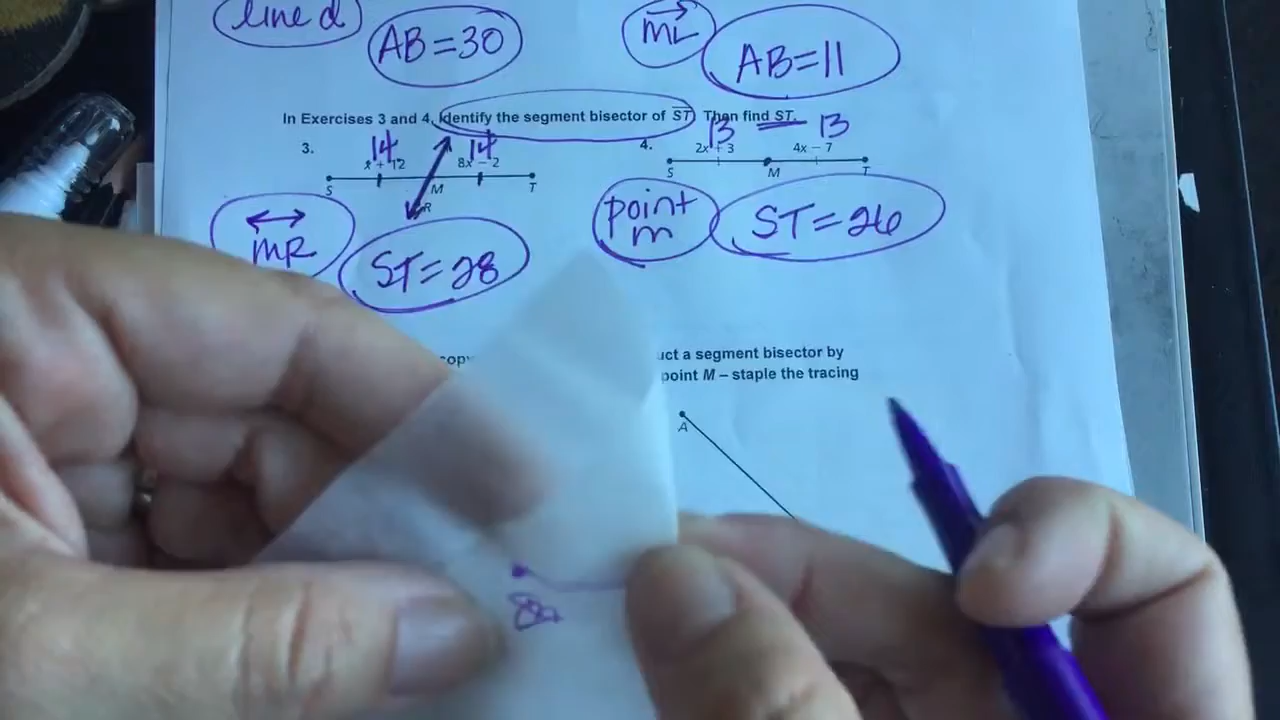 line d
AB=30
ML
AB=11
In Exercises 3 and 4, identify the segment bisector of ST. Then find ST.
3.
14
14
x + 12
8x – 2
S
M
T
R
MR
ST=28
4.
13
13
2x + 3
4x – 7
S
M
T
point
m
ST=26
copy
uct a segment bisector by
point M – staple the tracing
A